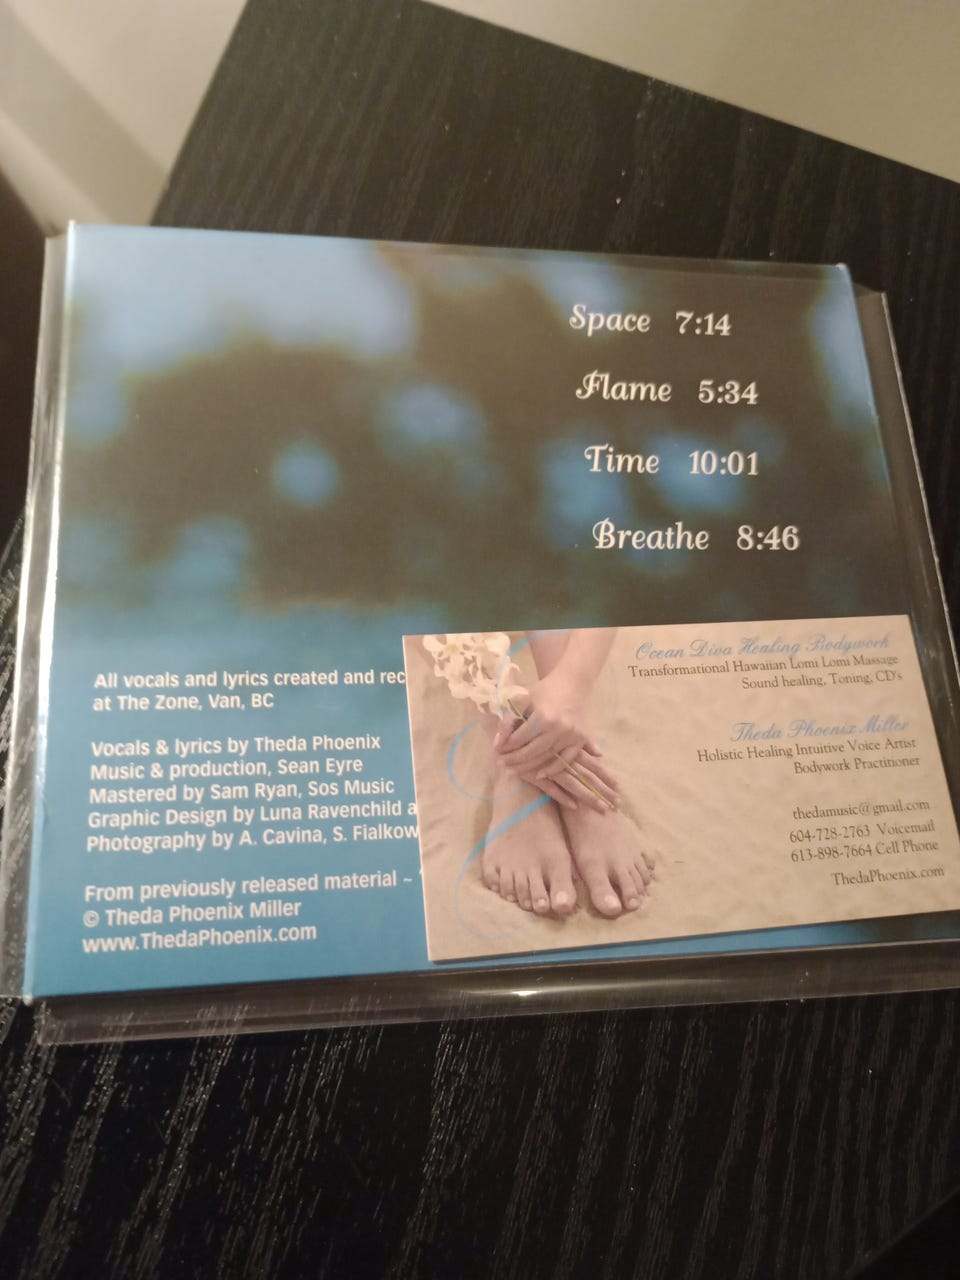 Space 7:14
Flame 5:34
Time 10:01
Breathe 8:46
All vocals and lyrics created and rec
at The Zone, Van, BC
Vocals & lyrics by Theda Phoenix
Music & production, Sean Eyre
Mastered by Sam Ryan, Sos Music
Graphic Design by Luna Ravenchild a
Photography by A. Cavina, S. Fialkow
From previously released material ~
© Theda Phoenix Miller
www.ThedaPhoenix.com
Ocean Diva Healing Bodywork
Transformational Hawaiian Lomi Lomi Massage
Sound healing, Toning, CD's
Theda Phoenix Miller
Holistic Healing Intuitive Voice Artist
Bodywork Practitioner
thedamusic@gmail.com
604-728-2763 Voicemail
613-898-7664 Cell Phone
ThedaPhoenix.com